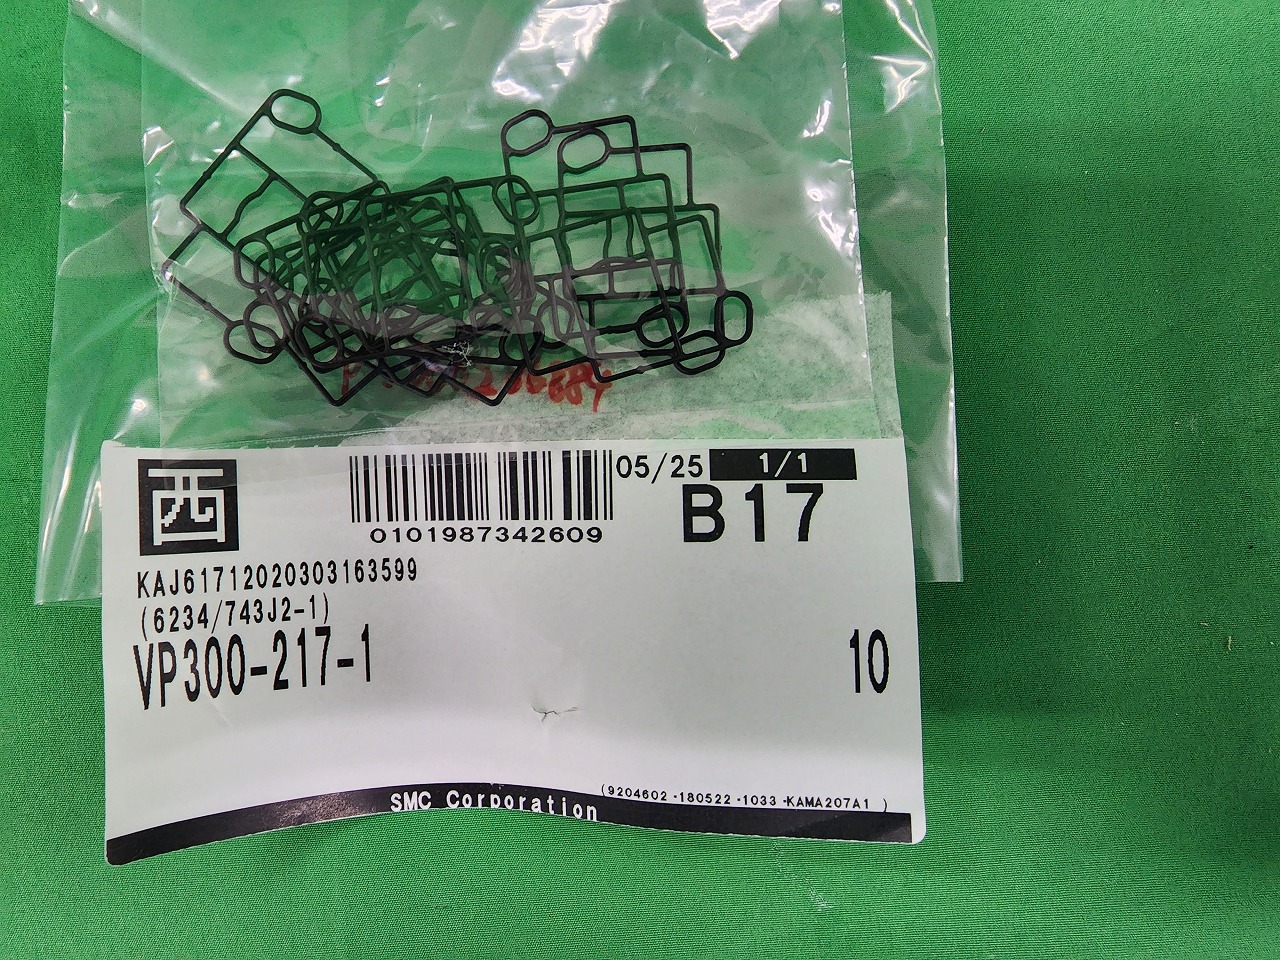 西
05/25 1/1
0101987342609
B17
KAJ61712020303163599
(6234/743J2-1)
VP300-217-1
10
(9204602 -180522 -1033 -KAMA207A1 )
SMC Corporation